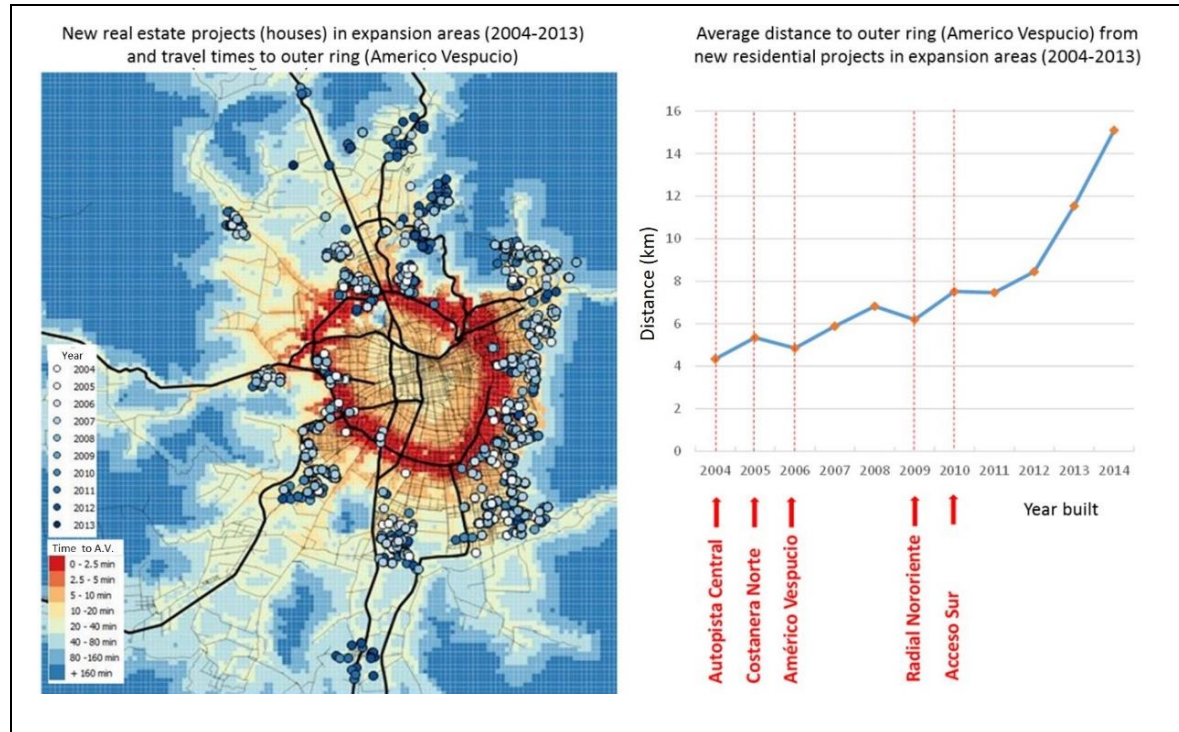 New real estate projects (houses) in expansion areas (2004-2013)
and travel times to outer ring (Americo Vespucio)
Year
2004
2005
2006
2007
2008
2009
2010
2011
2012
2013
Time to A.V.
0 - 2.5 min
2.5 - 5 min
5 - 10 min
10 -20 min
20 - 40 min
40 - 80 min
80 -160 min
+ 160 min
Average distance to outer ring (Americo Vespucio) from
new residential projects in expansion areas (2004-2013)
Distance (km)
16
14
12
10
8
6
4
2
0
2004 2005 2006 2007 2008 2009 2010 2011 2012 2013 2014
Year built
Autopista Central
Costanera Norte
Américo Vespucio
Radial Nororiente
Acceso Sur